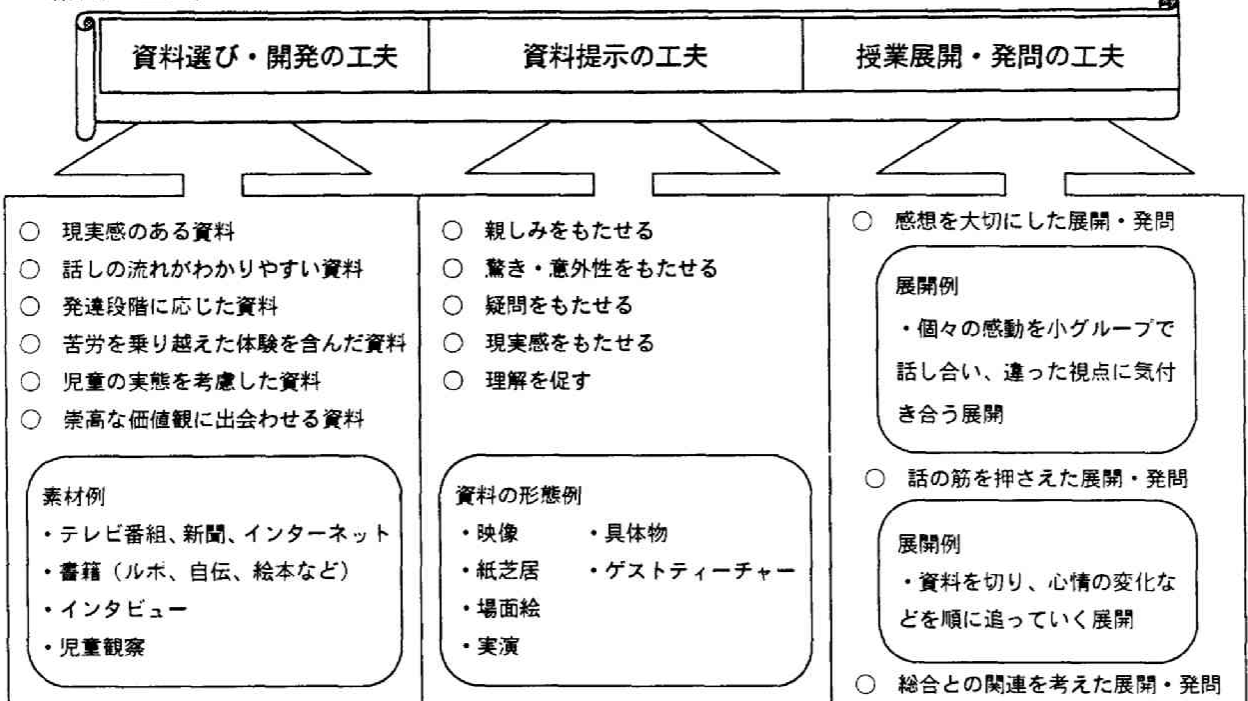 資料選び・開発の工夫
資料提示の工夫
授業展開・発問の工夫
○ 現実感のある資料
○ 話しの流れがわかりやすい資料
○ 発達段階に応じた資料
○ 苦労を乗り越えた体験を含んだ資料
○ 児童の実態を考慮した資料
○ 崇高な価値観に出会わせる資料
素材例
・テレビ番組、新聞、インターネット
・書籍（ルポ、自伝、絵本など）
・インタビュー
・児童観察
○ 親しみをもたせる
○ 驚き・意外性をもたせる
○ 疑問をもたせる
○ 現実感をもたせる
○ 理解を促す
資料の形態例
・映像 ・具体物
・紙芝居 ・ゲストティーチャー
・場面絵
・実演
○ 感想を大切にした展開・発問
展開例
・個々の感動を小グループで
話し合い、違った視点に気付
き合う展開
○ 話の筋を押さえた展開・発問
展開例
・資料を切り、心情の変化な
どを順に追っていく展開
○ 総合との関連を考えた展開・発問